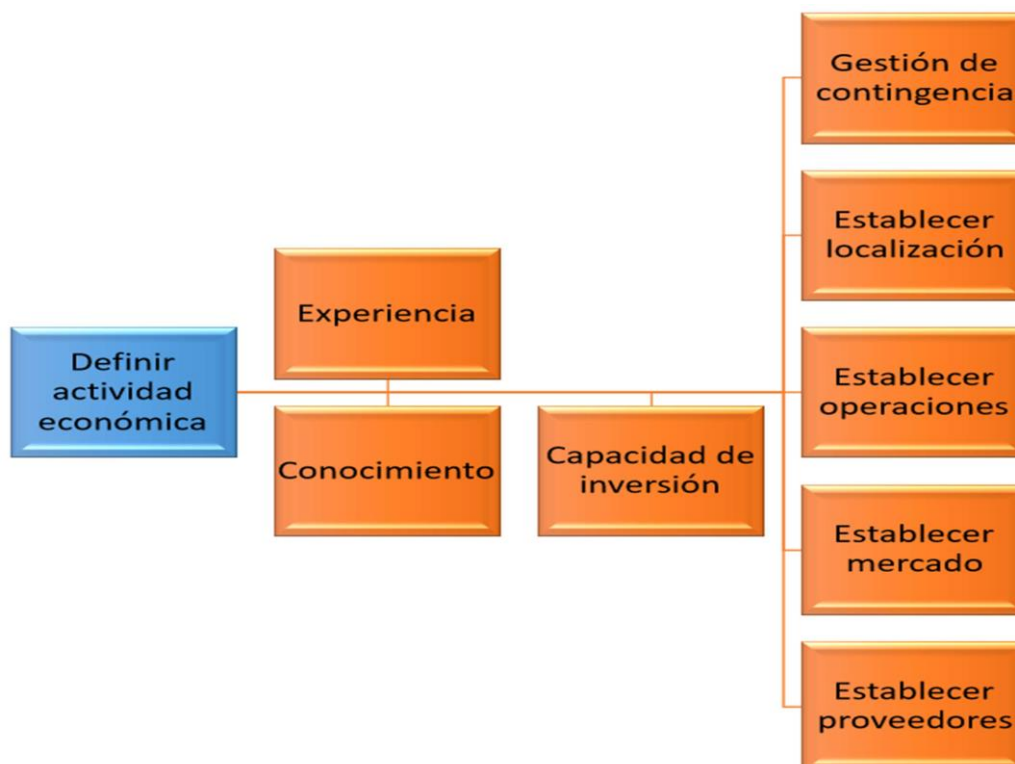 Definir
actividad
económica
Experiencia
Conocimiento
Capacidad de
inversión
Gestión de
contingencia
Establecer
localización
Establecer
operaciones
Establecer
mercado
Establecer
proveedores